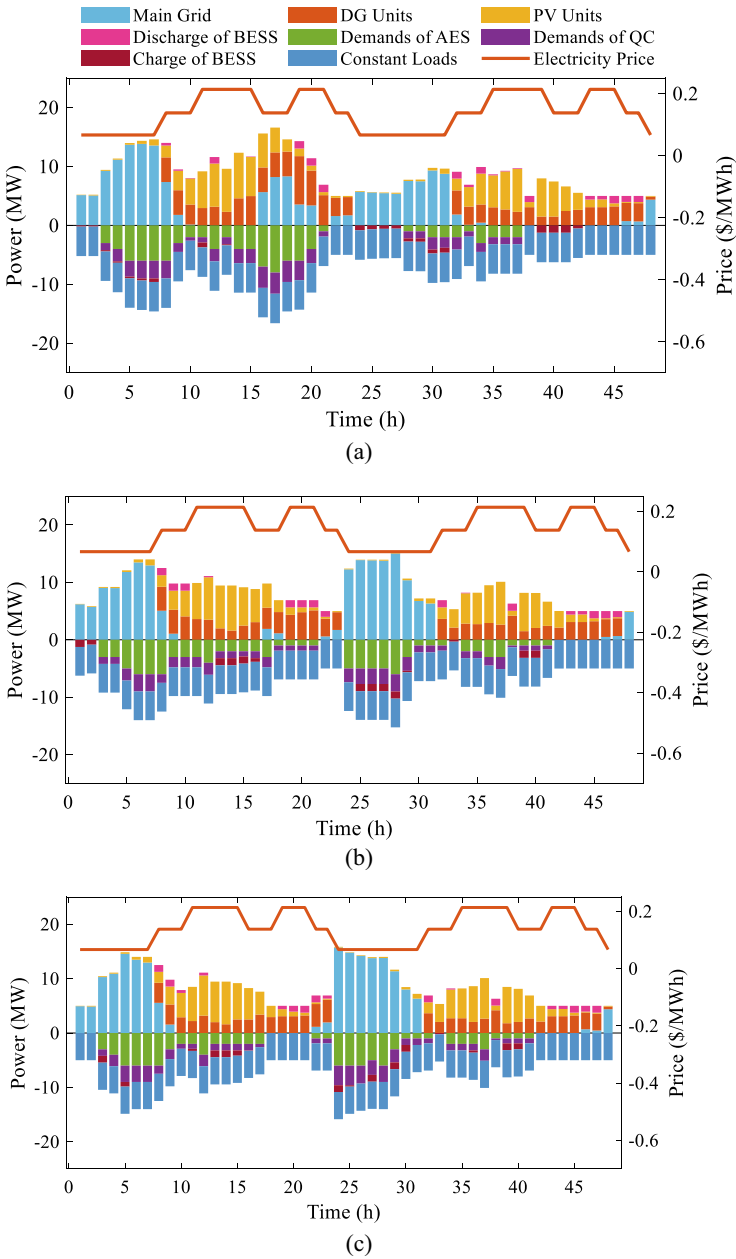 Main Grid DG Units PV Units
Discharge of BESS Demands of AES Demands of QC
Charge of BESS Constant Loads Electricity Price
20 0.2
10 0
0 -0.2
-10 -0.4
-20 -0.6
Power (MW)
Price ($/MWh)
0 5 10 15 20 25 30 35 40 45
Time (h)
(a)
20 0.2
10 0
0 -0.2
-10 -0.4
-20 -0.6
Power (MW)
Price ($/MWh)
0 5 10 15 20 25 30 35 40 45
Time (h)
(b)
20 0.2
10 0
0 -0.2
-10 -0.4
-20 -0.6
Power (MW)
Price ($/MWh)
0 5 10 15 20 25 30 35 40 45
Time (h)
(c)